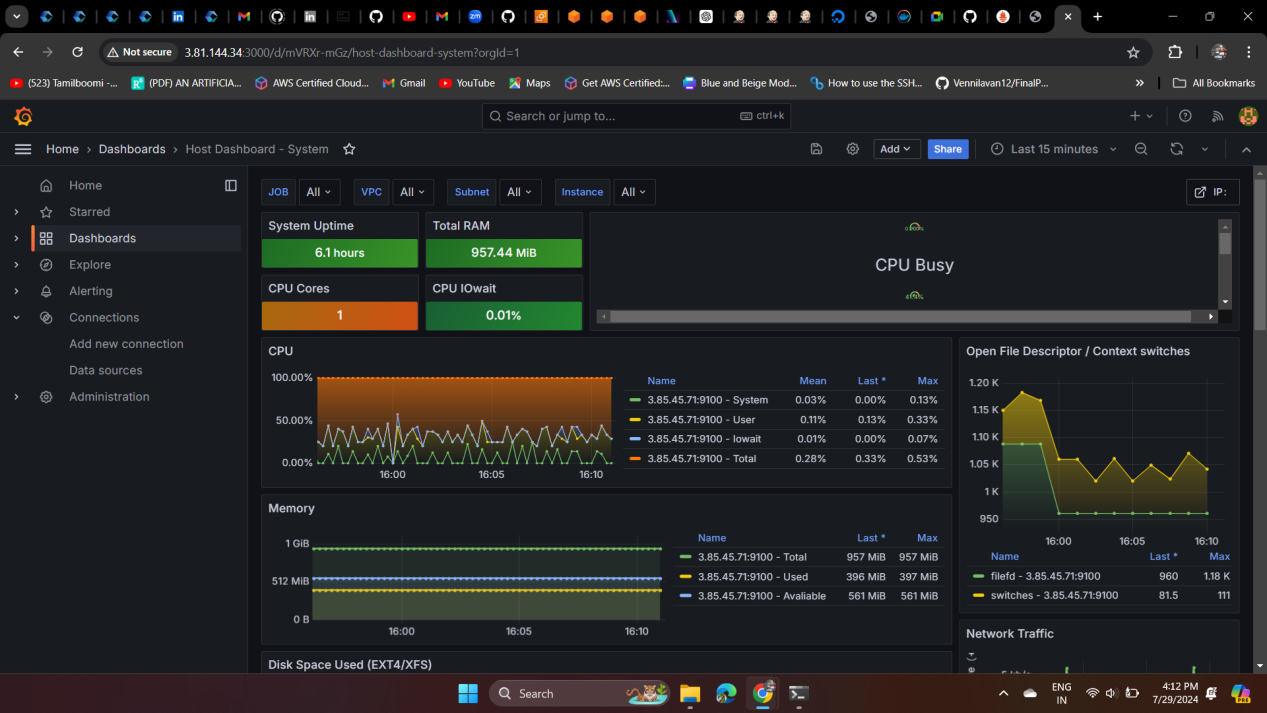 Not secure 3.81.144.34:3000/d/mVRXr-mGz/host-dashboard-system?orgId=1
(523) Tamilboomi -... (PDF) AN ARTIFICIA... AWS Certified Cloud... Gmail YouTube Maps Get AWS Certified:... Blue and Beige Mod... How to use the SSH... Vennilavan12/FinalP... » All Bookmarks
Search or jump to... ctrl+k
Home › Dashboards › Host Dashboard - System Add Share Last 15 minutes
Home
Starred
Dashboards
Explore
Alerting
Connections
Add new connection
Data sources
Administration
JOB All VPC All Subnet All Instance All IP:
System Uptime
6.1 hours
Total RAM
957.44 MiB
CPU Cores
1
CPU IOwait
0.01%
CPU Busy
CPU
100.00%
50.00%
0.00%
16:00 16:05 16:10
Name Mean Last * Max
3.85.45.71:9100 - System 0.03% 0.00% 0.13%
3.85.45.71:9100 - User 0.11% 0.13% 0.33%
3.85.45.71:9100 - Iowait 0.01% 0.00% 0.07%
3.85.45.71:9100 - Total 0.28% 0.33% 0.53%
Open File Descriptor / Context switches
1.20 K
1.15 K
1.10 K
1.05 K
1 K
950
16:00 16:05 16:10
Name Last * Max
filefd - 3.85.45.71:9100 960 1.18 K
switches - 3.85.45.71:9100 81.5 111
Memory
1 GiB
512 MiB
0 B
16:00 16:05 16:10
Name Last * Max
3.85.45.71:9100 - Total 957 MiB 957 MiB
3.85.45.71:9100 - Used 396 MiB 397 MiB
3.85.45.71:9100 - Avaliable 561 MiB 561 MiB
Network Traffic
Disk Space Used (EXT4/XFS)
Search
ENG
IN
4:12 PM
7/29/2024